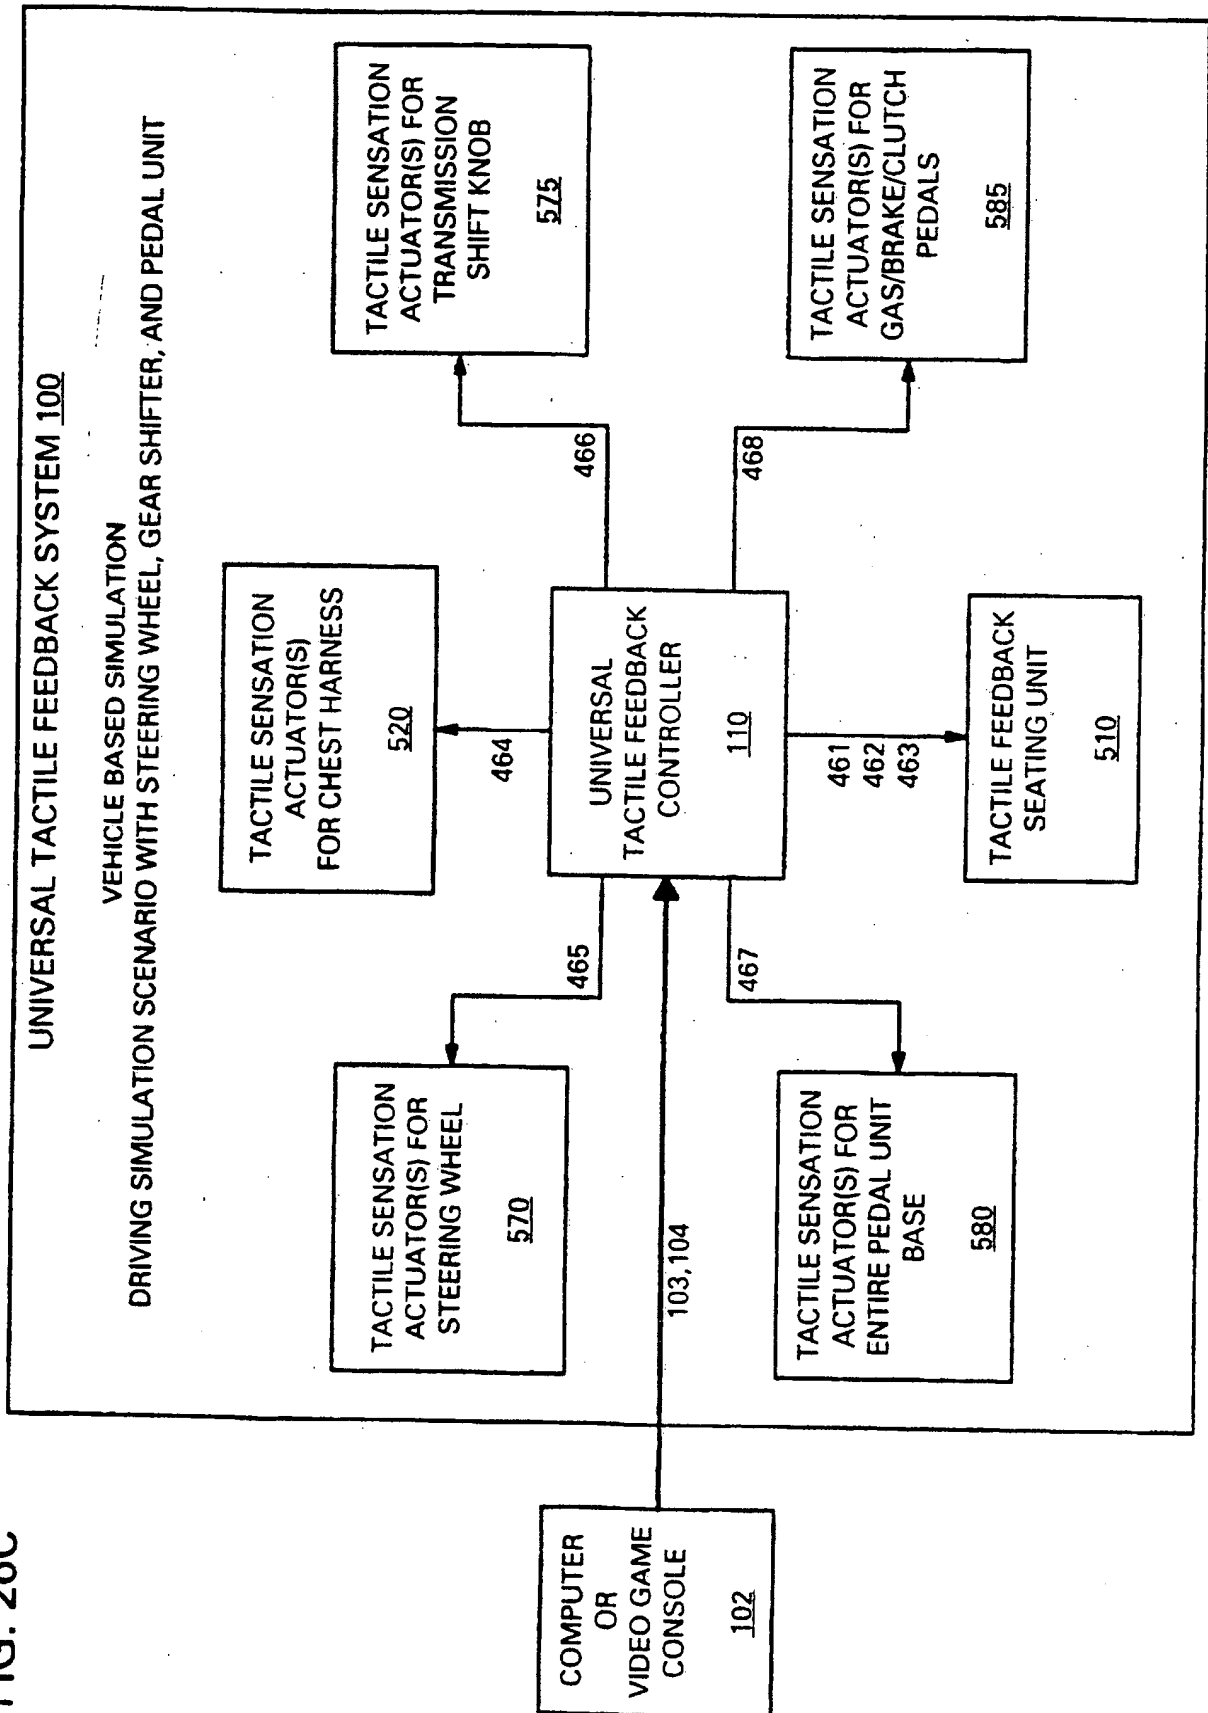 FIG. 26C
UNIVERSAL TACTILE FEEDBACK SYSTEM 100
VEHICLE BASED SIMULATION
DRIVING SIMULATION SCENARIO WITH STEERING WHEEL, GEAR SHIFTER, AND PEDAL UNIT
TACTILE SENSATION
ACTUATOR(S) FOR
STEERING WHEEL
570
TACTILE SENSATION
ACTUATOR(S)
FOR CHEST HARNESS
520
TACTILE SENSATION
ACTUATOR(S) FOR
TRANSMISSION
SHIFT KNOB
575
465
464
466
COMPUTER
OR
VIDEO GAME
CONSOLE
102
103, 104
UNIVERSAL
TACTILE FEEDBACK
CONTROLLER
110
467
461
462
463
468
TACTILE SENSATION
ACTUATOR(S) FOR
ENTIRE PEDAL UNIT
BASE
580
TACTILE FEEDBACK
SEATING UNIT
510
TACTILE SENSATION
ACTUATOR(S) FOR
GAS/BRAKE/CLUTCH
PEDALS
585